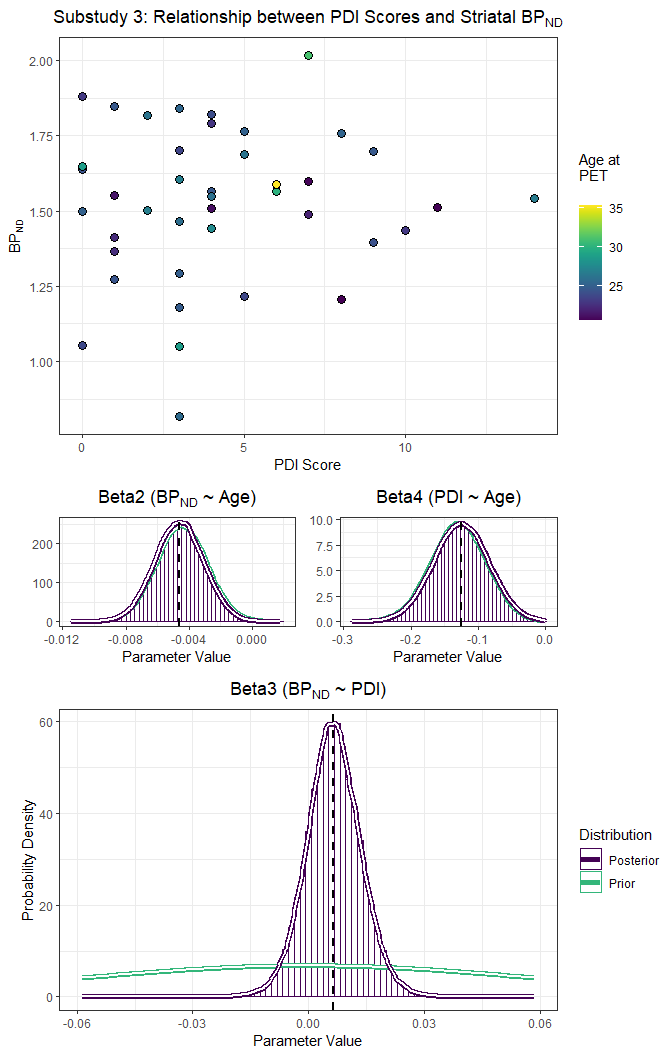 Substudy 3: Relationship between PDI Scores and Striatal BPND
2.00
1.75
1.50
1.25
1.00
BPND
0
5
10
PDI Score
Age at
PET
35
30
25
Beta2 (BPND ~ Age)
200
100
0
-0.012
-0.008
-0.004
0.000
Parameter Value
Beta4 (PDI ~ Age)
10.0
7.5
5.0
2.5
0.0
-0.3
-0.2
-0.1
0.0
Parameter Value
Beta3 (BPND ~ PDI)
60
40
20
0
Probability Density
-0.06
-0.03
0.00
0.03
0.06
Parameter Value
Distribution
Posterior
Prior